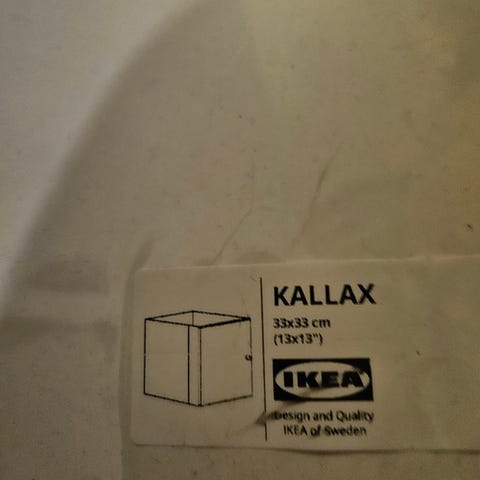 KALLAX
33x33 cm
(13x13")
IKEA
Design and Quality
IKEA of Sweden